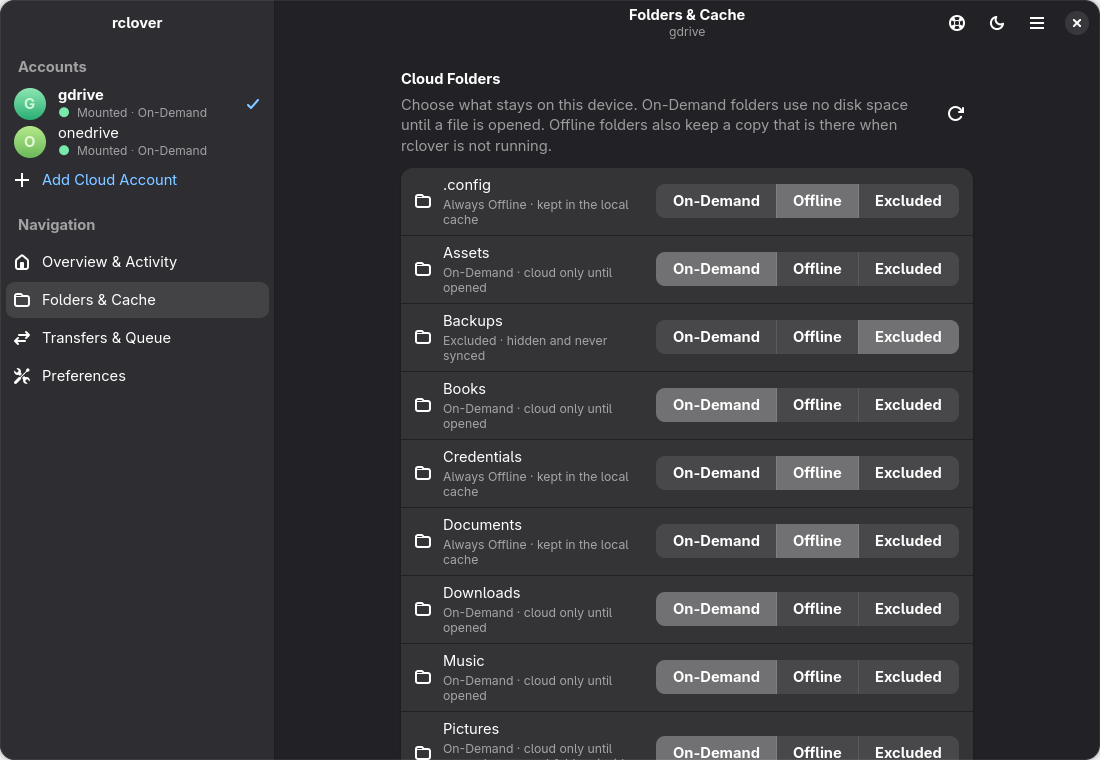 rclover
Folders & Cache
gdrive
Accounts
G
gdrive
Mounted · On-Demand
O
onedrive
Mounted · On-Demand
Add Cloud Account
Navigation
Overview & Activity
Folders & Cache
Transfers & Queue
Preferences
Cloud Folders
Choose what stays on this device. On-Demand folders use no disk space
until a file is opened. Offline folders also keep a copy that is there when
rclover is not running.
.config
Always Offline · kept in the local
cache
On-Demand Offline Excluded
Assets
On-Demand · cloud only until
opened
On-Demand Offline Excluded
Backups
Excluded · hidden and never
synced
On-Demand Offline Excluded
Books
On-Demand · cloud only until
opened
On-Demand Offline Excluded
Credentials
Always Offline · kept in the local
cache
On-Demand Offline Excluded
Documents
Always Offline · kept in the local
cache
On-Demand Offline Excluded
Downloads
On-Demand · cloud only until
opened
On-Demand Offline Excluded
Music
On-Demand · cloud only until
opened
On-Demand Offline Excluded
Pictures
On-Demand · cloud only until
On-Demand Offline Excluded